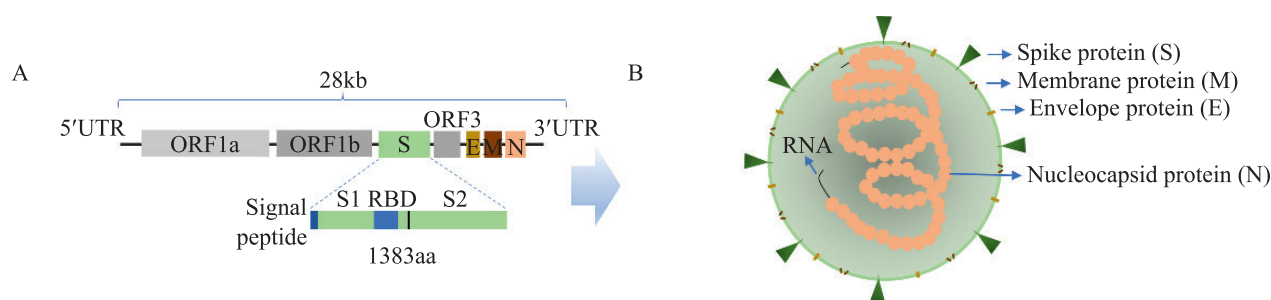 A
28kb
5′UTR
ORF1a
ORF1b
S
ORF3
E
M
N
3′UTR
Signal
peptide
S1
RBD
S2
1383aa
B
Spike protein (S)
Membrane protein (M)
Envelope protein (E)
RNA
Nucleocapsid protein (N)